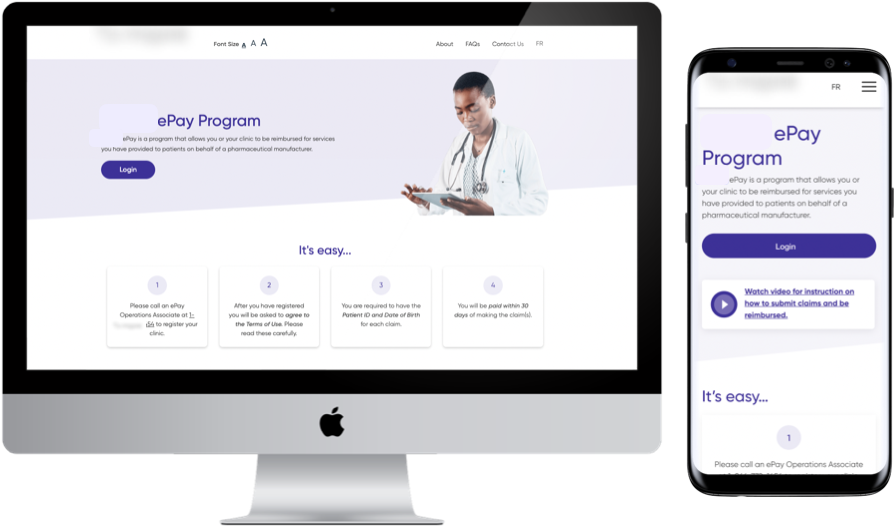 Font Size A A A
About FAQs Contact Us FR
ePay Program
ePay is a program that allows you or your clinic to be reimbursed for services
you have provided to patients on behalf of a pharmaceutical manufacturer.
Login
It's easy...
1
Please call an ePay
Operations Associate at 1-
to register your
clinic.
2
After you have registered
you will be asked to agree to
the Terms of Use. Please
read these carefully.
3
You are required to have the
Patient ID and Date of Birth
for each claim.
4
You will be paid within 30
days of making the claim(s).
FR
ePay
Program
ePay is a program that allows you or
your clinic to be reimbursed for services you
have provided to patients on behalf of a
pharmaceutical manufacturer.
Login
Watch video for instruction on
how to submit claims and be
reimbursed.
It's easy...
1
Please call an ePay Operations Associate